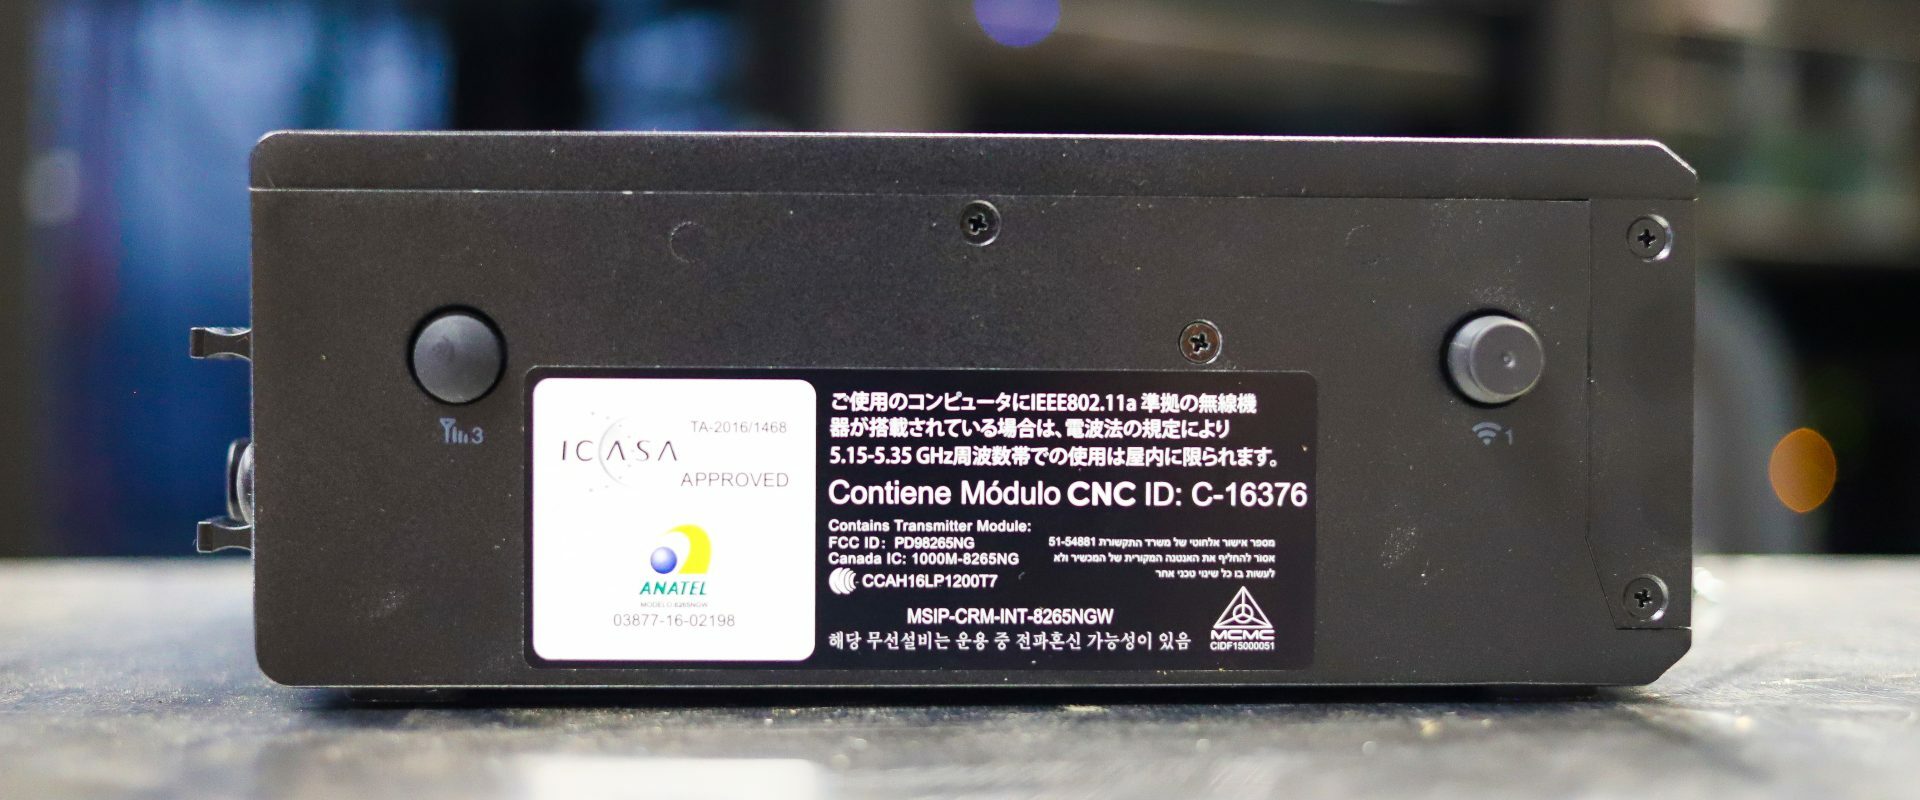 3
1
ICASA
TA-2016/1468
APPROVED
ANATEL
MODELO: 8265NGW
03877-16-02198
ご使用のコンピュータにIEEE802.11a 準拠の無線機
器が搭載されている場合は、電波法の規定により
5.15-5.35 GHz周波数帯での使用は屋内に限られます。
Contiene Módulo CNC ID: C-16376
Contains Transmitter Module:
FCC ID: PD98265NG
Canada IC: 1000M-8265NG
CCAH16LP1200T7
מספר אישור אלחוטי של משרד התקשורת 51-54881
אסור להחליף את האנטנה המקורית של המכשיר ולא
לעשות בו כל שינוי טכני אחר
MSIP-CRM-INT-8265NGW
해당 무선설비는 운용 중 전파혼신 가능성이 있음
MCMC
CIDF15000051